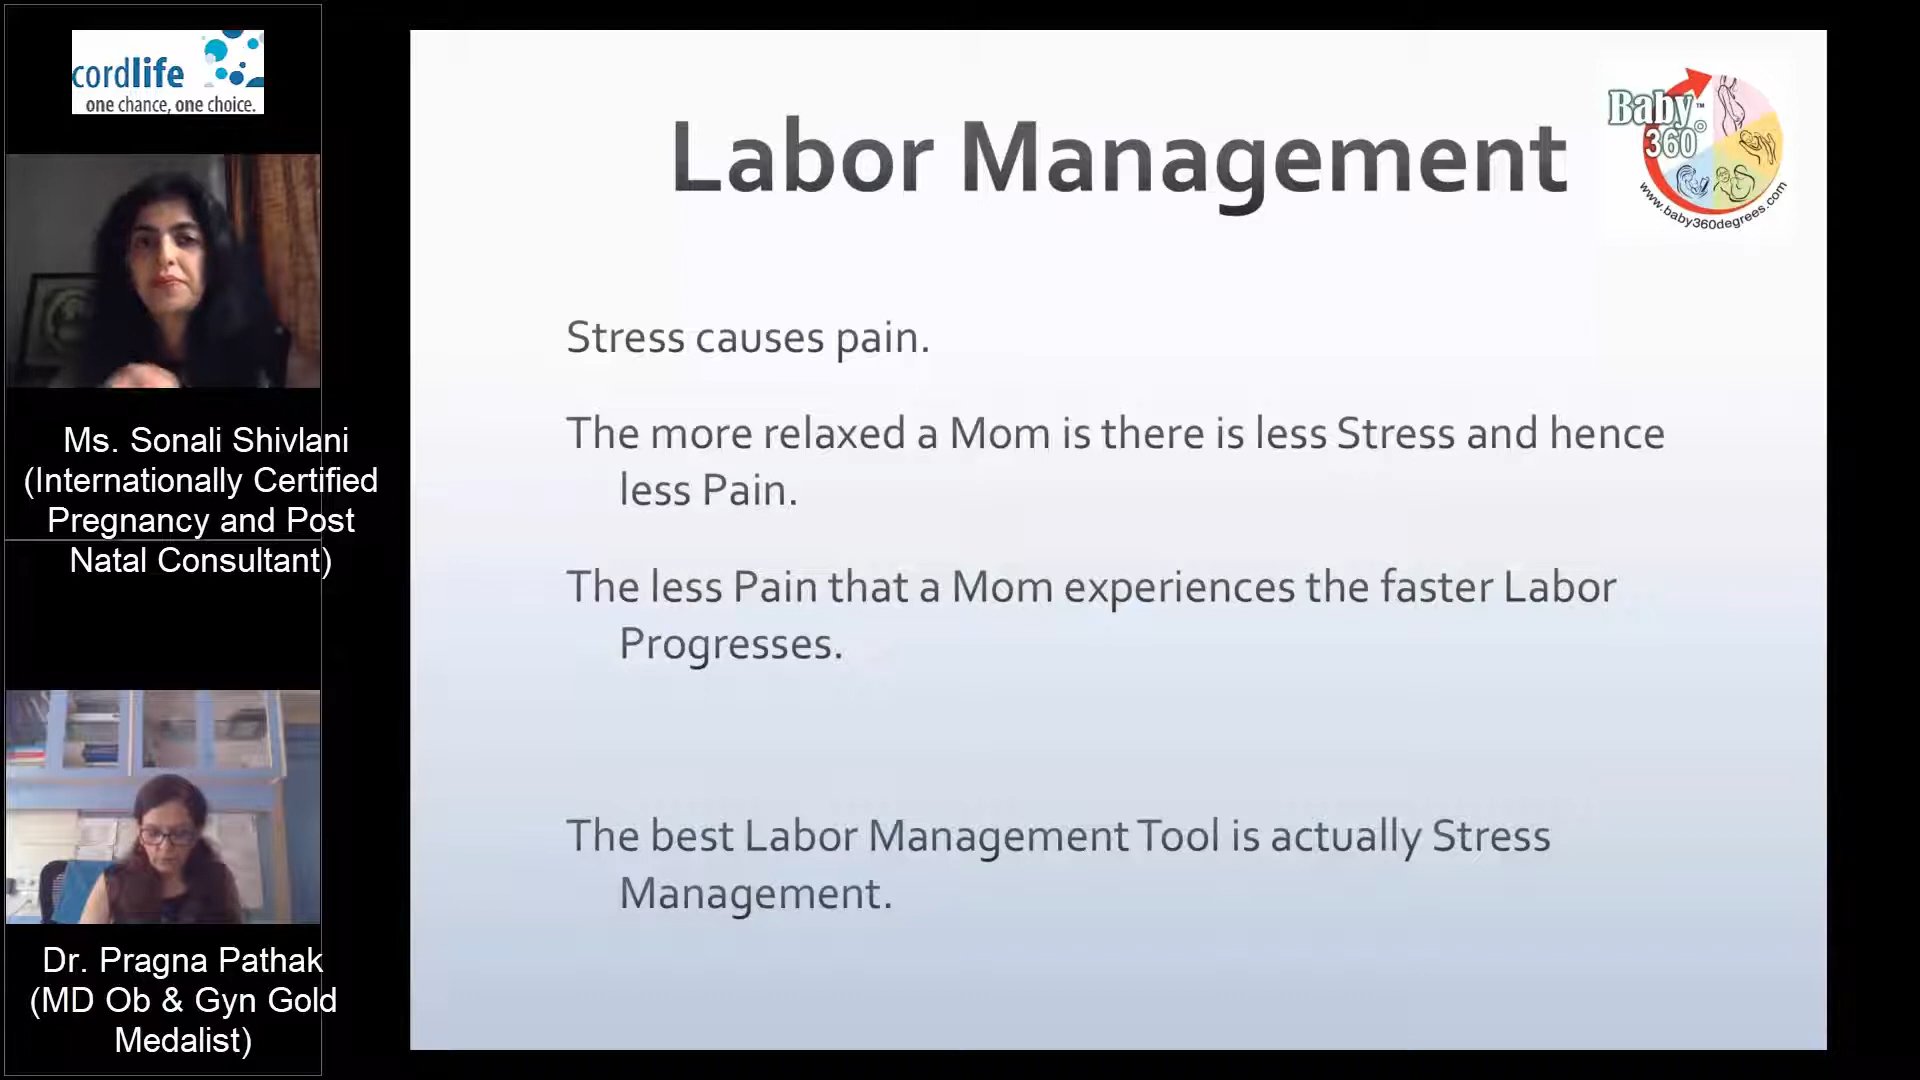 cordlife
one chance, one choice.
Ms. Sonali Shivlani
(Internationally Certified
Pregnancy and Post
Natal Consultant)
Dr. Pragna Pathak
(MD Ob & Gyn Gold
Medalist)
Labor Management
Baby™
360°
www.baby360degrees.com
Stress causes pain.
The more relaxed a Mom is there is less Stress and hence
less Pain.
The less Pain that a Mom experiences the faster Labor
Progresses.
The best Labor Management Tool is actually Stress
Management.